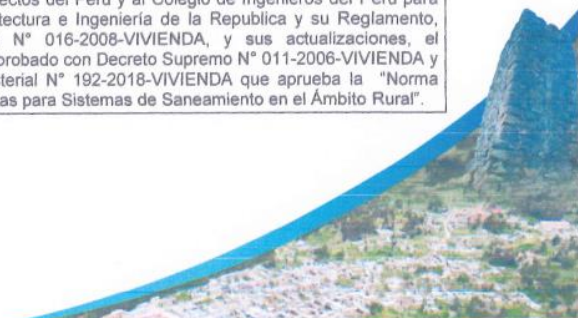 ectos del Perú y al Colegio de Ingenieros del Perú para
tectura e Ingeniería de la Republica y su Reglamento,
N° 016-2008-VIVIENDA, y sus actualizaciones, el
probado con Decreto Supremo N° 011-2006-VIVIENDA y
sterial N° 192-2018-VIVIENDA que aprueba la "Norma
as para Sistemas de Saneamiento en el Ámbito Rural".